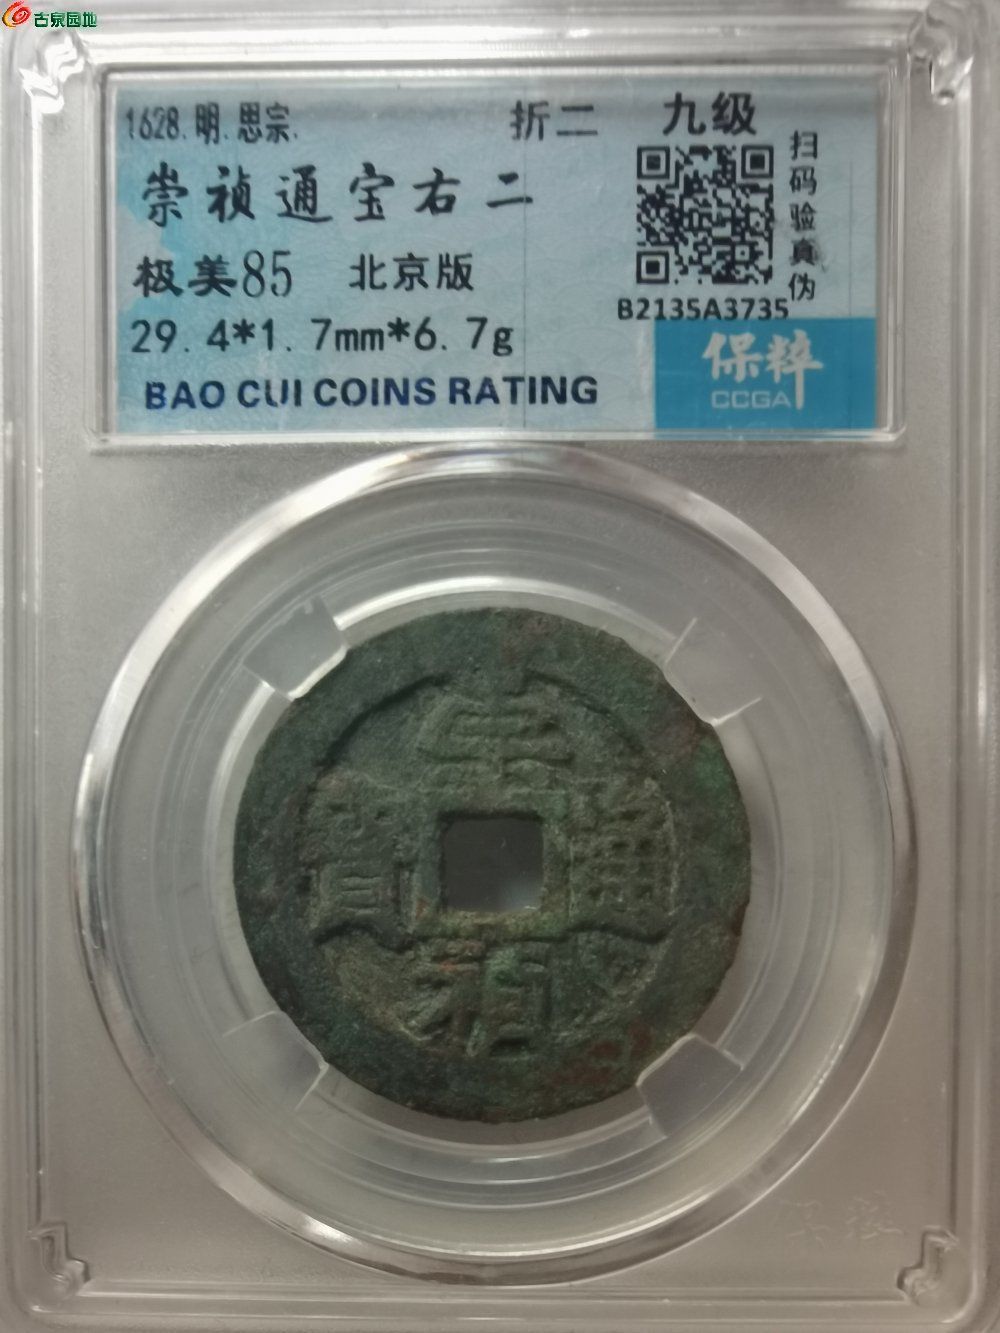 古泉园地
1628.明.思宗.
折二
九级
崇祯通宝右二
扫码验真伪
极美85 北京版
B2135A3735
29.4*1.7mm*6.7g
保粹
CCGA
BAO CUI COINS RATING
崇
寶 通
禎